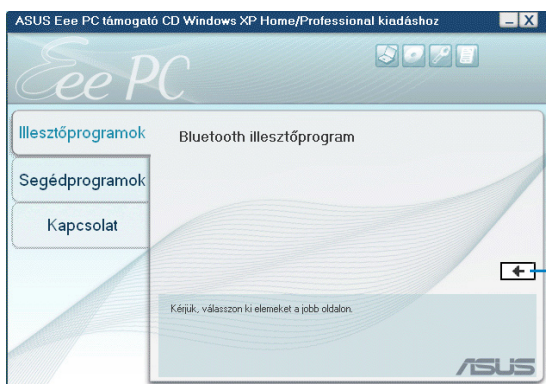 ASUS Eee PC támogató CD Windows XP Home/Professional kiadáshoz
Eee PC
Illesztőprogramok
Bluetooth illesztőprogram
Segédprogramok
Kapcsolat
Kérjük, válasszon ki elemeket a jobb oldalon.
ASUS